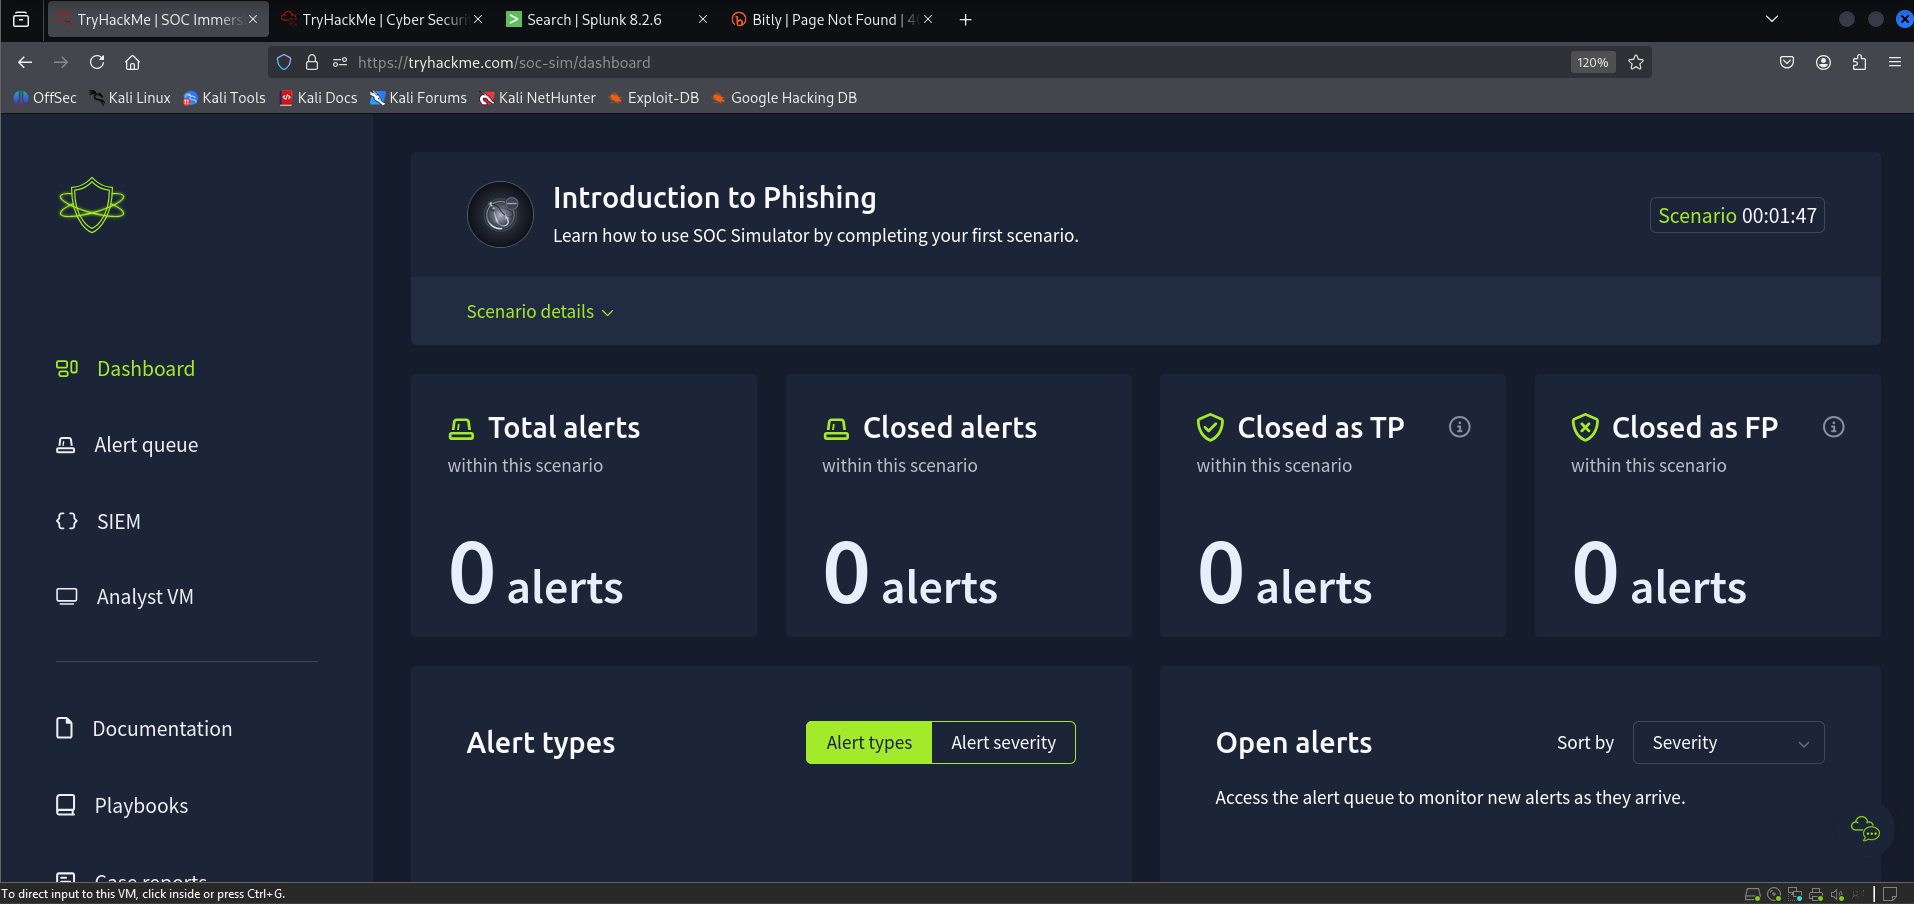 TryHackMe | SOC Immers
TryHackMe | Cyber Securi
Search | Splunk 8.2.6
Bitly | Page Not Found | 4
https://tryhackme.com/soc-sim/dashboard
120%
OffSec
Kali Linux
Kali Tools
Kali Docs
Kali Forums
Kali NetHunter
Exploit-DB
Google Hacking DB
Introduction to Phishing
Learn how to use SOC Simulator by completing your first scenario.
Scenario 00:01:47
Scenario details
Dashboard
Alert queue
SIEM
Analyst VM
Documentation
Playbooks
Case reports
Total alerts
within this scenario
0 alerts
Closed alerts
within this scenario
0 alerts
Closed as TP
within this scenario
0 alerts
Closed as FP
within this scenario
0 alerts
Alert types
Alert types
Alert severity
Open alerts
Sort by
Severity
Access the alert queue to monitor new alerts as they arrive.
To direct input to this VM, click inside or press Ctrl+G.